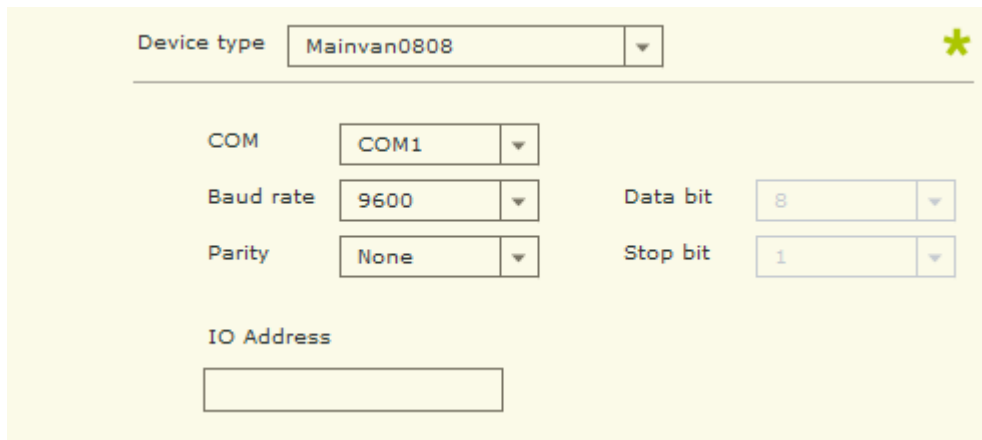 Device type Mainvan0808
COM COM1
Baud rate 9600 Data bit 8
Parity None Stop bit 1
IO Address